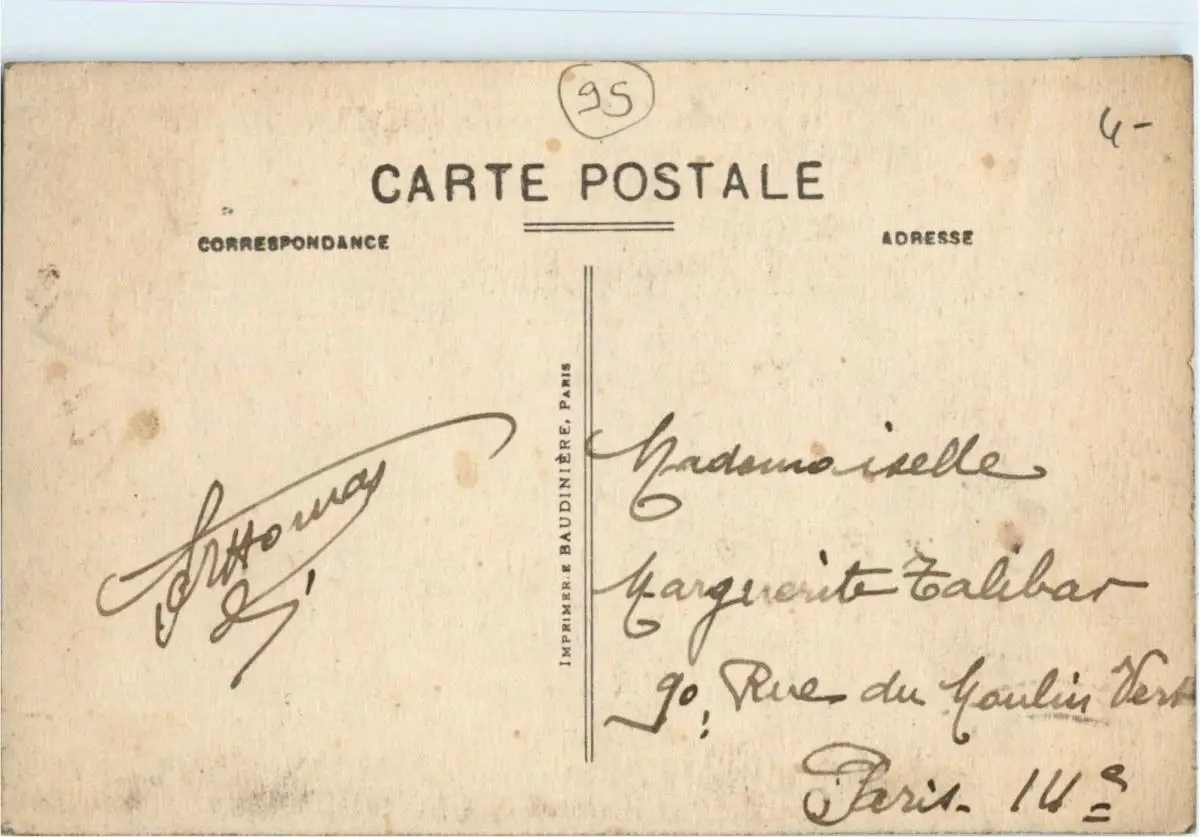 95
4-
CARTE POSTALE
CORRESPONDANCE
ADRESSE
IMPRIMERIE BAUDINIÈRE, PARIS
Mademoiselle
Marguerite Talibar
90, Rue du Moulin Vert
Paris. 14e